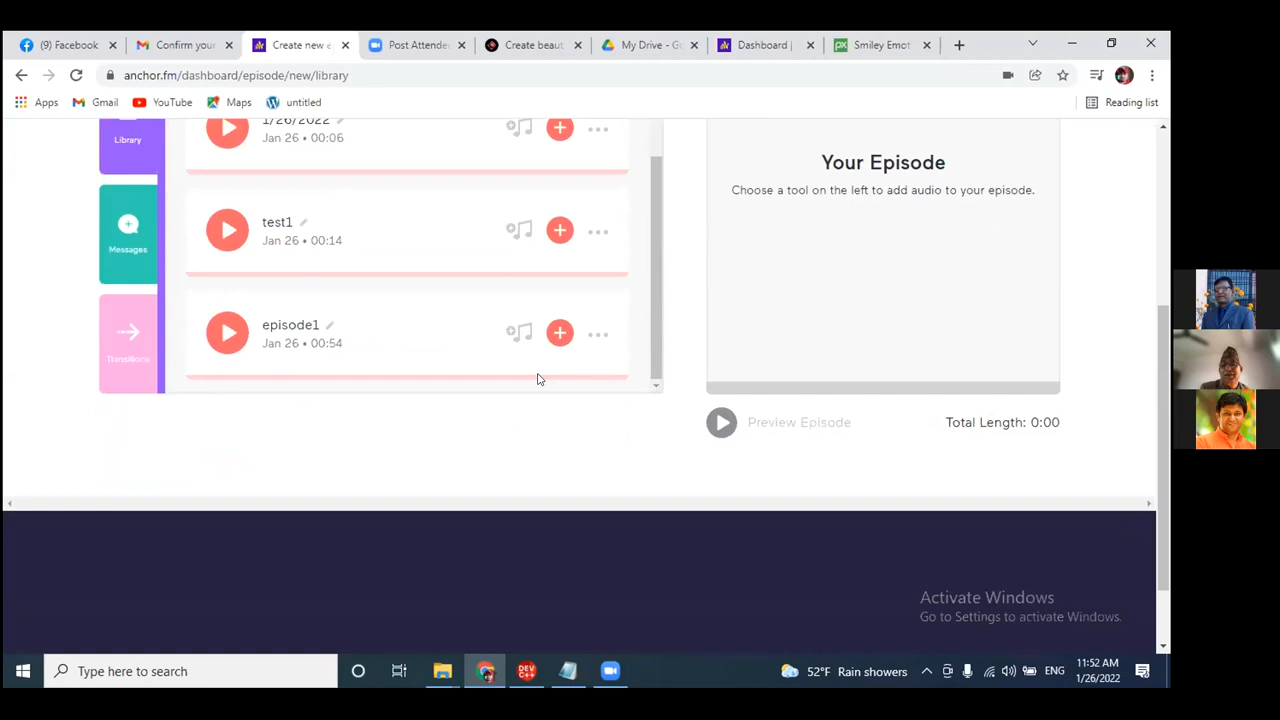 (9) Facebook
Confirm your
Create new e
Post Attende
Create beaut
My Drive - Go
Dashboard |
Smiley Emot
anchor.fm/dashboard/episode/new/library
Apps
Gmail
YouTube
Maps
untitled
Reading list
Library
1/26/2022
Jan 26 • 00:06
Your Episode
Choose a tool on the left to add audio to your episode.
Messages
test1
Jan 26 • 00:14
Transitions
episode1
Jan 26 • 00:54
Preview Episode
Total Length: 0:00
Activate Windows
Go to Settings to activate Windows.
Type here to search
DEV
C++
52°F Rain showers
ENG
11:52 AM
1/26/2022